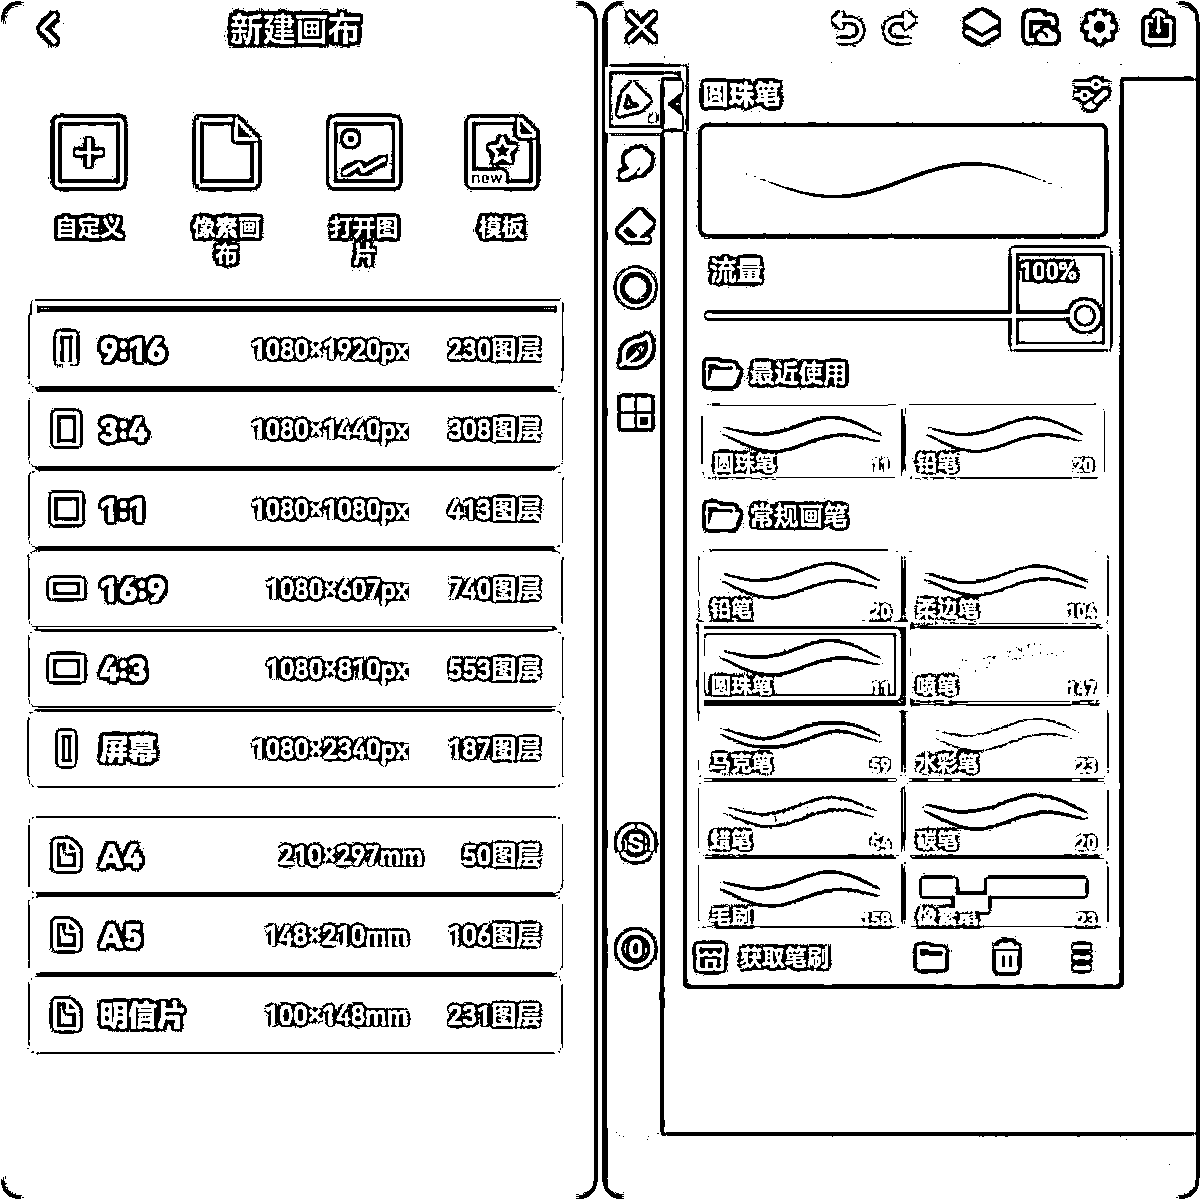 新建画布
自定义
像素画布
打开图片
new
模板
9:16 1080×1920px 230图层
3:4 1080×1440px 308图层
1:1 1080×1080px 413图层
16:9 1080×607px 740图层
4:3 1080×810px 553图层
屏幕 1080×2340px 187图层
A4 210×297mm 50图层
A5 148×210mm 106图层
明信片 100×148mm 231图层
圆珠笔
流量 100%
最近使用
圆珠笔 11 铅笔 20
常规画笔
铅笔 20 柔边笔 104
圆珠笔 11 喷笔 147
马克笔 59 水彩笔 23
蜡笔 54 碳笔 20
毛刷 158 像素刷 23
S
O
获取笔刷